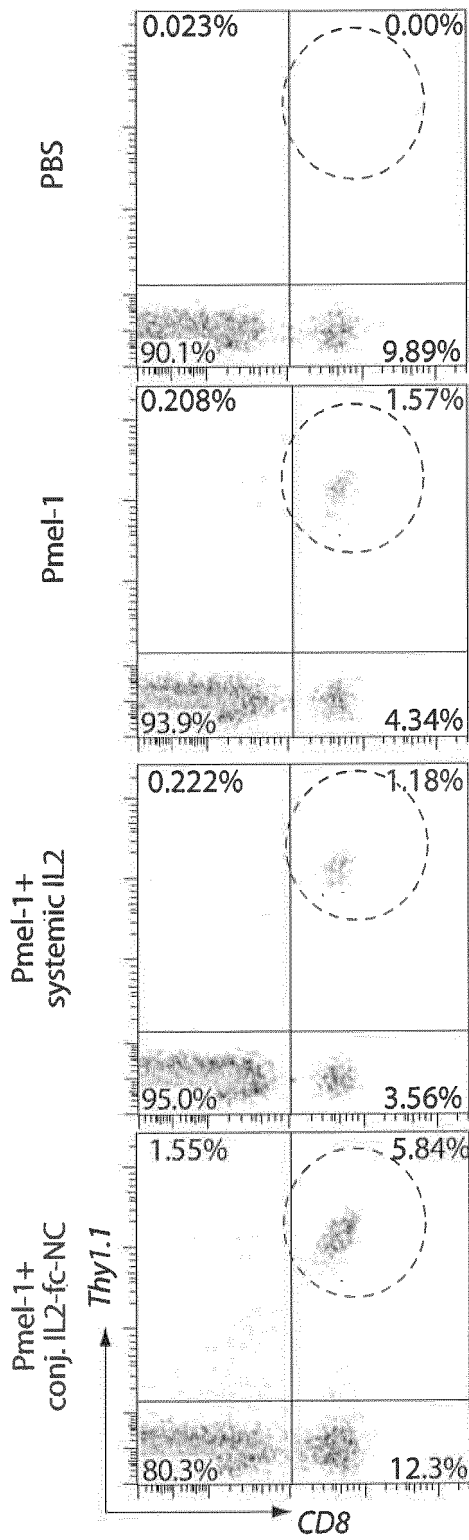 PBS
0.023% 0.00%
90.1% 9.89%
Pmel-1
0.208% 1.57%
93.9% 4.34%
Pmel-1+
systemic IL2
0.222% 1.18%
95.0% 3.56%
Pmel-1+
conj. IL2-fc-NC
1.55% 5.84%
80.3% 12.3%
Thy1.1
CD8